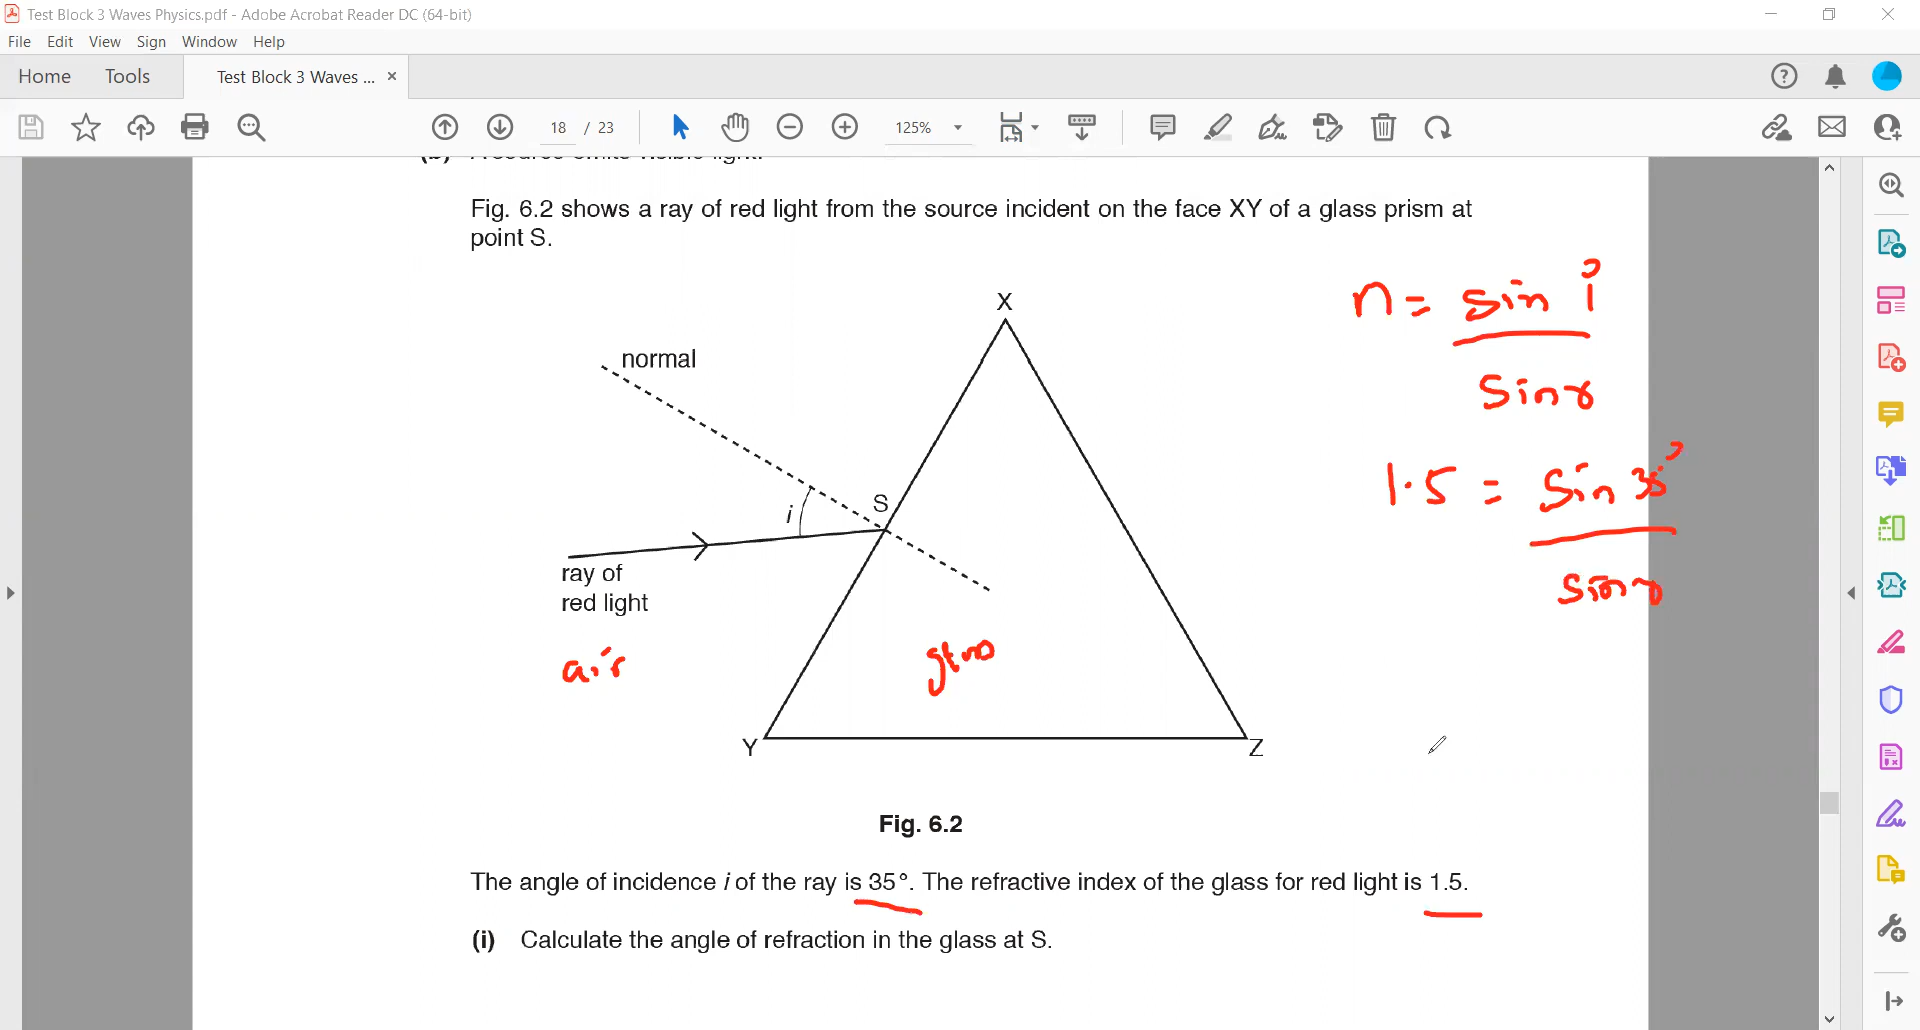 Test Block 3 Waves Physics.pdf - Adobe Acrobat Reader DC (64-bit)
File Edit View Sign Window Help
Home Tools Test Block 3 Waves ... ×
18 / 23 125%
(b) A source emits visible light.
Fig. 6.2 shows a ray of red light from the source incident on the face XY of a glass prism at
point S.
X
n = sin i
sin r
normal
S
i
1.5 = sin 35°
sin r
ray of
red light
air
glass
Y
Z
Fig. 6.2
The angle of incidence i of the ray is 35°. The refractive index of the glass for red light is 1.5.
(i) Calculate the angle of refraction in the glass at S.